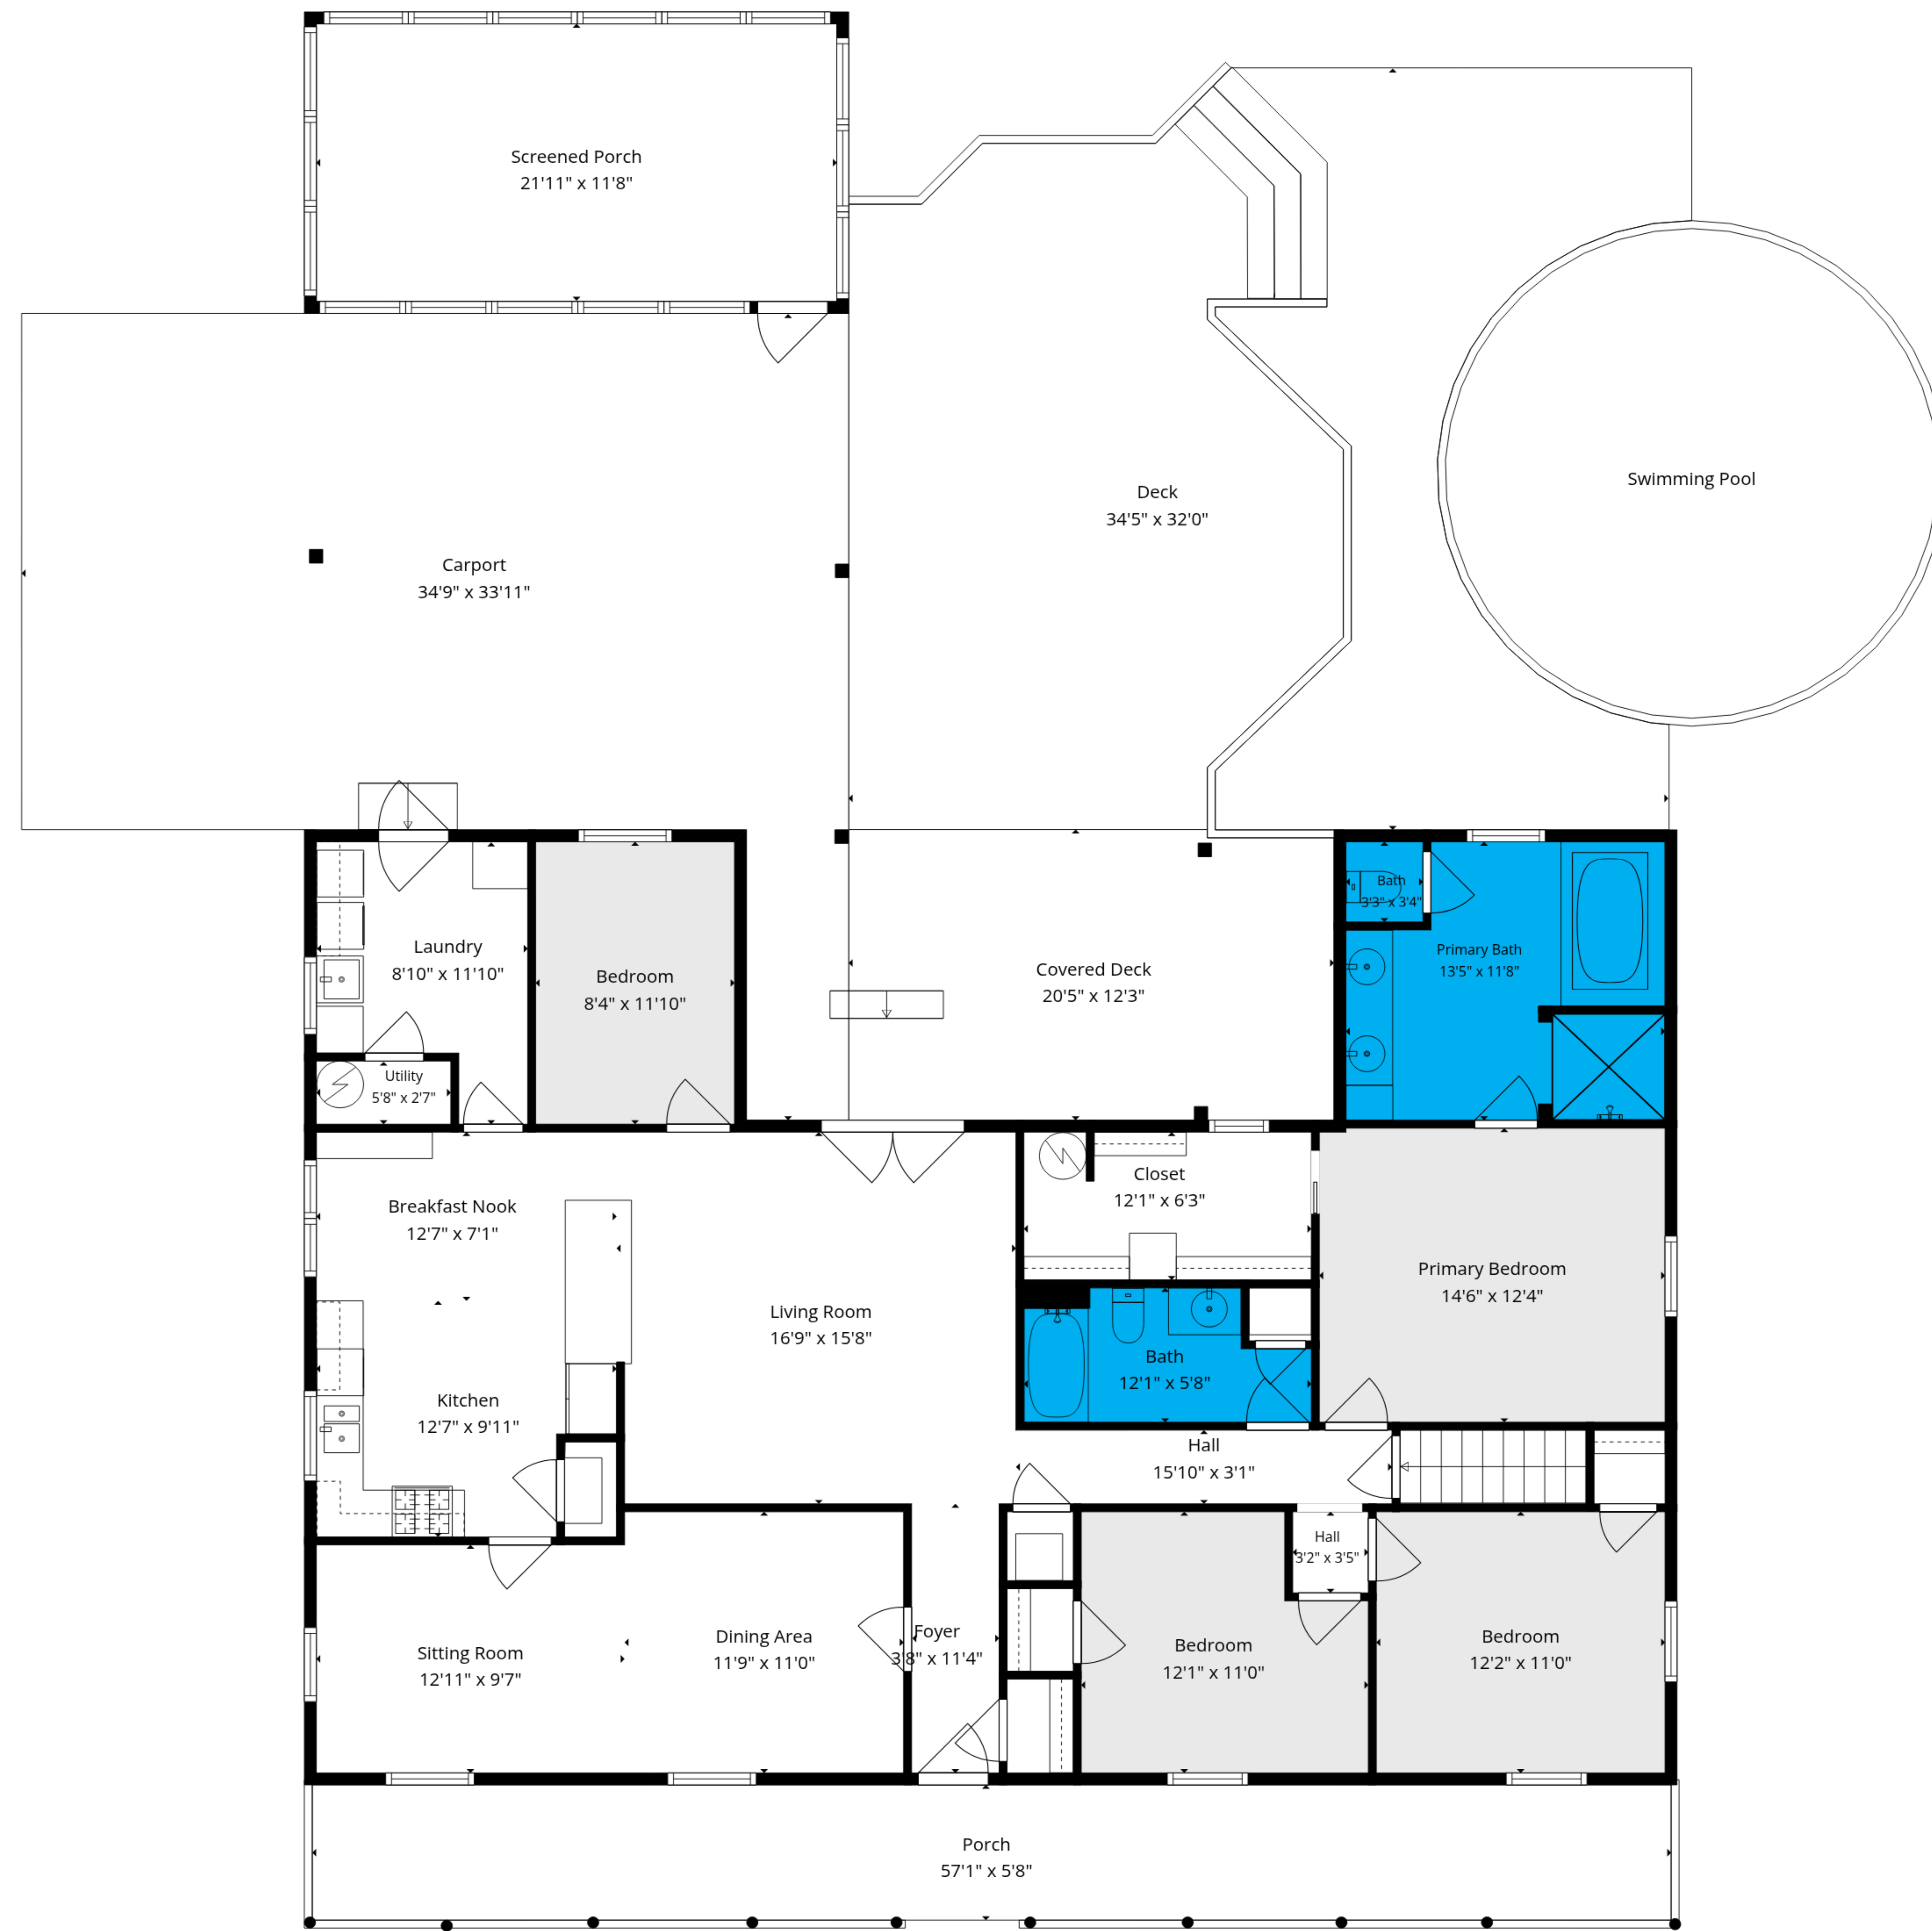 Screened Porch
21'11" x 11'8"
Swimming Pool
Deck
34'5" x 32'0"
Carport
34'9" x 33'11"
Bath
3'3" x 3'4"
Primary Bath
13'5" x 11'8"
Laundry
8'10" x 11'10"
Bedroom
8'4" x 11'10"
Covered Deck
20'5" x 12'3"
Utility
5'8" x 2'7"
Closet
12'1" x 6'3"
Breakfast Nook
12'7" x 7'1"
Primary Bedroom
14'6" x 12'4"
Living Room
16'9" x 15'8"
Bath
12'1" x 5'8"
Kitchen
12'7" x 9'11"
Hall
15'10" x 3'1"
Hall
3'2" x 3'5"
Sitting Room
12'11" x 9'7"
Dining Area
11'9" x 11'0"
Foyer
3'8" x 11'4"
Bedroom
12'1" x 11'0"
Bedroom
12'2" x 11'0"
Porch
57'1" x 5'8"